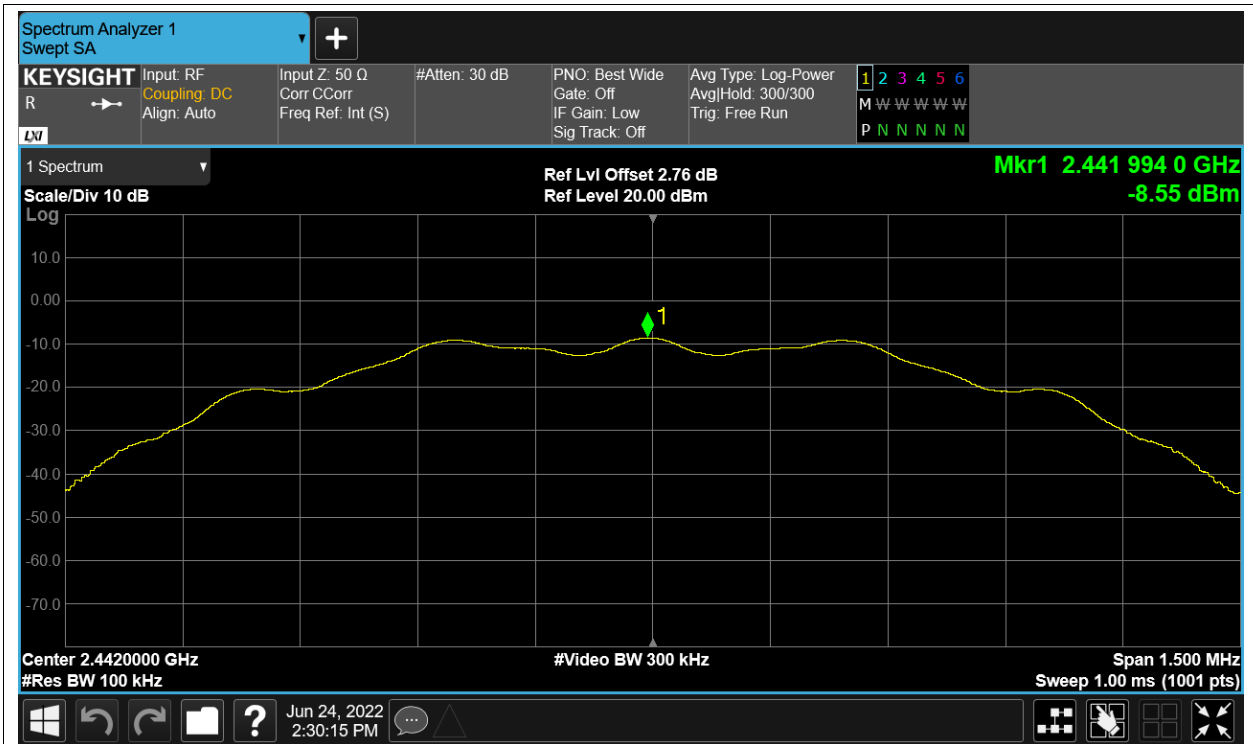 Spectrum Analyzer 1
Swept SA
KEYSIGHT
R
LXI
Input: RF
Coupling: DC
Align: Auto
Input Z: 50 Ω
Corr CCorr
Freq Ref: Int (S)
#Atten: 30 dB
PNO: Best Wide
Gate: Off
IF Gain: Low
Sig Track: Off
Avg Type: Log-Power
Avg|Hold: 300/300
Trig: Free Run
1 2 3 4 5 6
M W W W W W
P N N N N N
1 Spectrum
Scale/Div 10 dB
Log
Ref Lvl Offset 2.76 dB
Ref Level 20.00 dBm
Mkr1 2.441 994 0 GHz
-8.55 dBm
10.0
0.00
1
-10.0
-20.0
-30.0
-40.0
-50.0
-60.0
-70.0
Center 2.4420000 GHz
#Res BW 100 kHz
#Video BW 300 kHz
Span 1.500 MHz
Sweep 1.00 ms (1001 pts)
?
Jun 24, 2022
2:30:15 PM